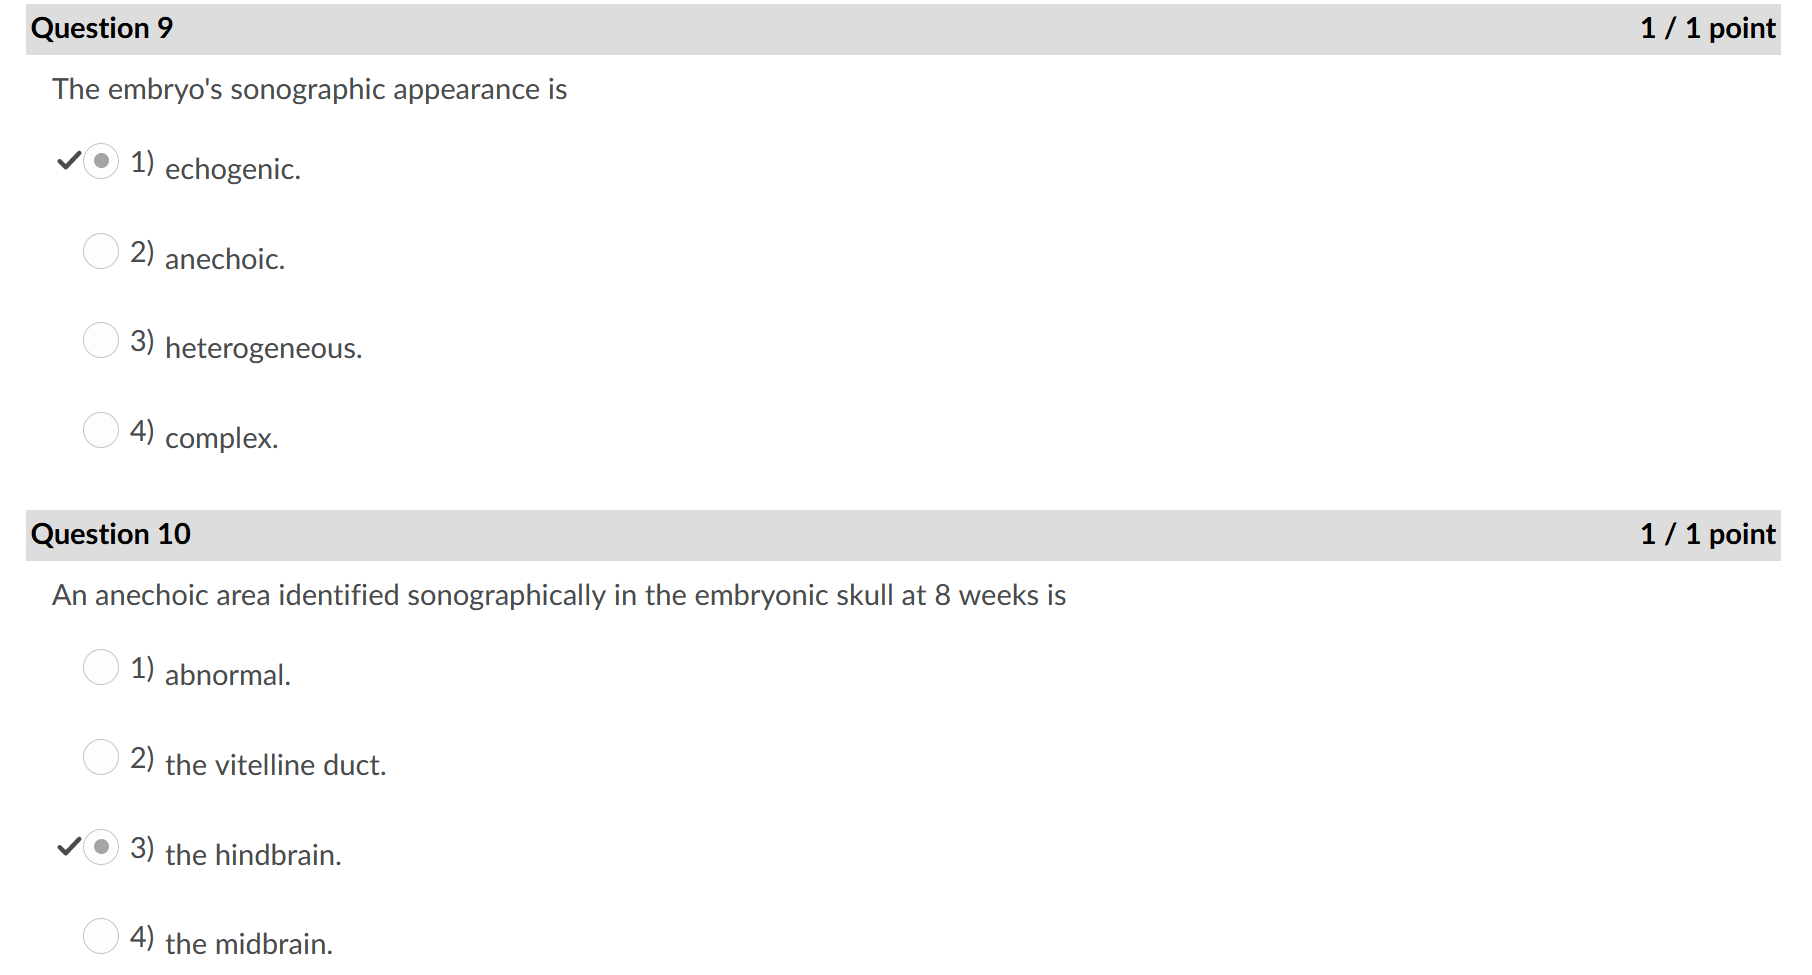 Question 9 1 / 1 point
The embryo's sonographic appearance is
1) echogenic.
2) anechoic.
3) heterogeneous.
4) complex.
Question 10 1 / 1 point
An anechoic area identified sonographically in the embryonic skull at 8 weeks is
1) abnormal.
2) the vitelline duct.
3) the hindbrain.
4) the midbrain.